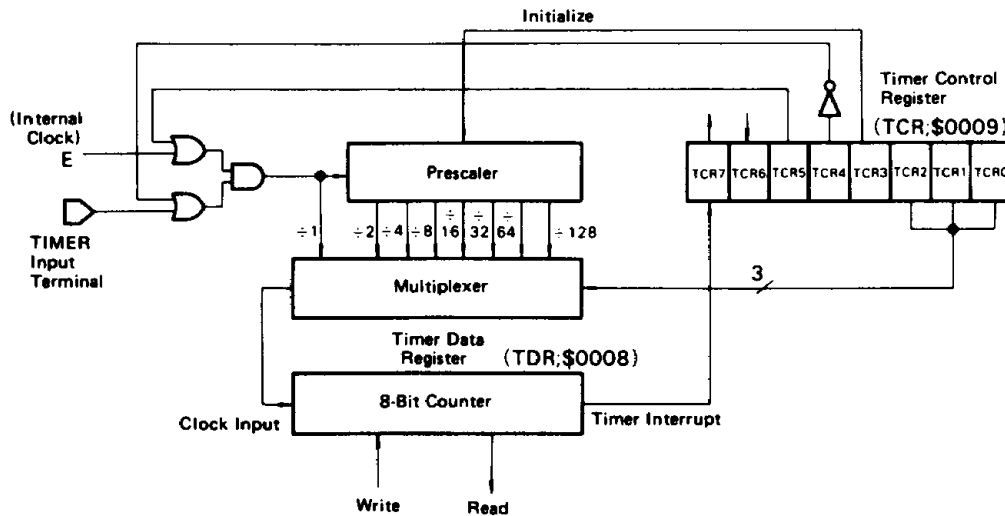 Initialize
Timer Control
Register
(TCR;$0009)
(Internal
Clock)
E
TIMER
Input
Terminal
Prescaler
TCR7 TCR6 TCR5 TCR4 TCR3 TCR2 TCR1 TCR0
÷1 ÷2 ÷4 ÷8 ÷16 ÷32 ÷64 ÷128
Multiplexer
3
Timer Data
Register (TDR;$0008)
8-Bit Counter
Clock Input
Timer Interrupt
Write
Read